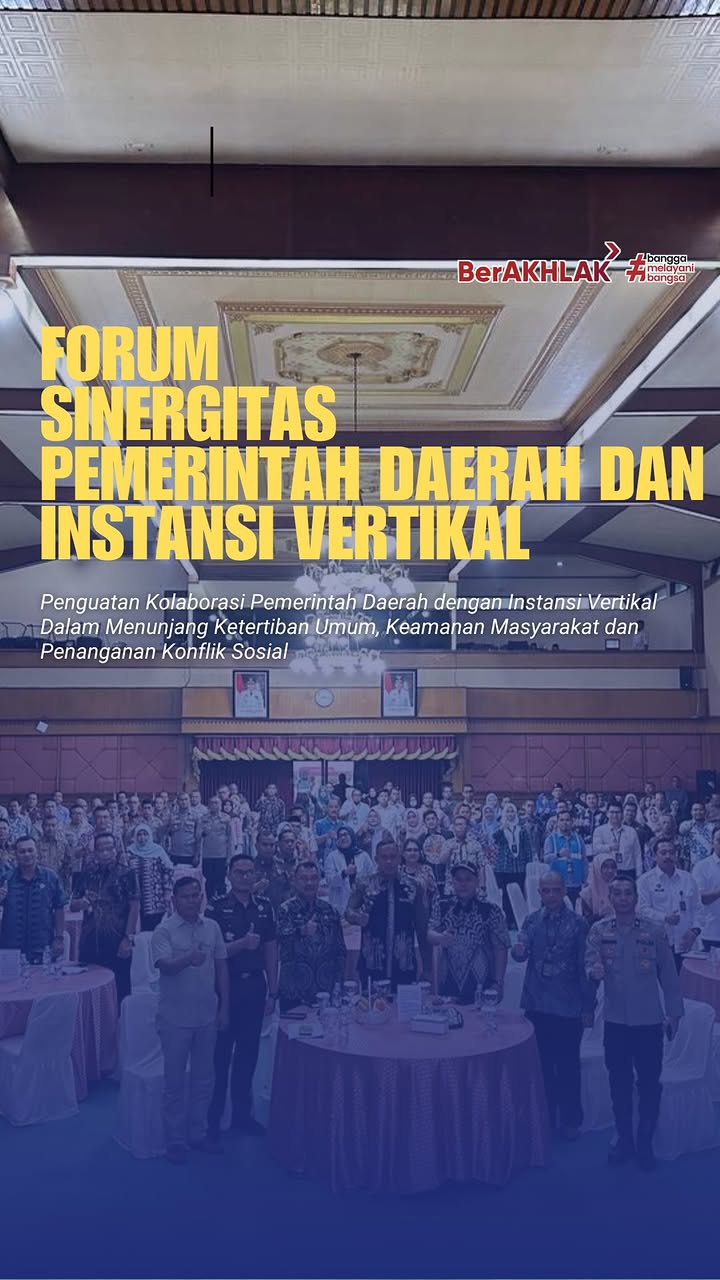 BerAKHLAK
#bangga
melayani
bangsa
FORUM
SINERGITAS
PEMERINTAH DAERAH DAN
INSTANSI VERTIKAL
Penguatan Kolaborasi Pemerintah Daerah dengan Instansi Vertikal
Dalam Menunjang Ketertiban Umum, Keamanan Masyarakat dan
Penanganan Konflik Sosial